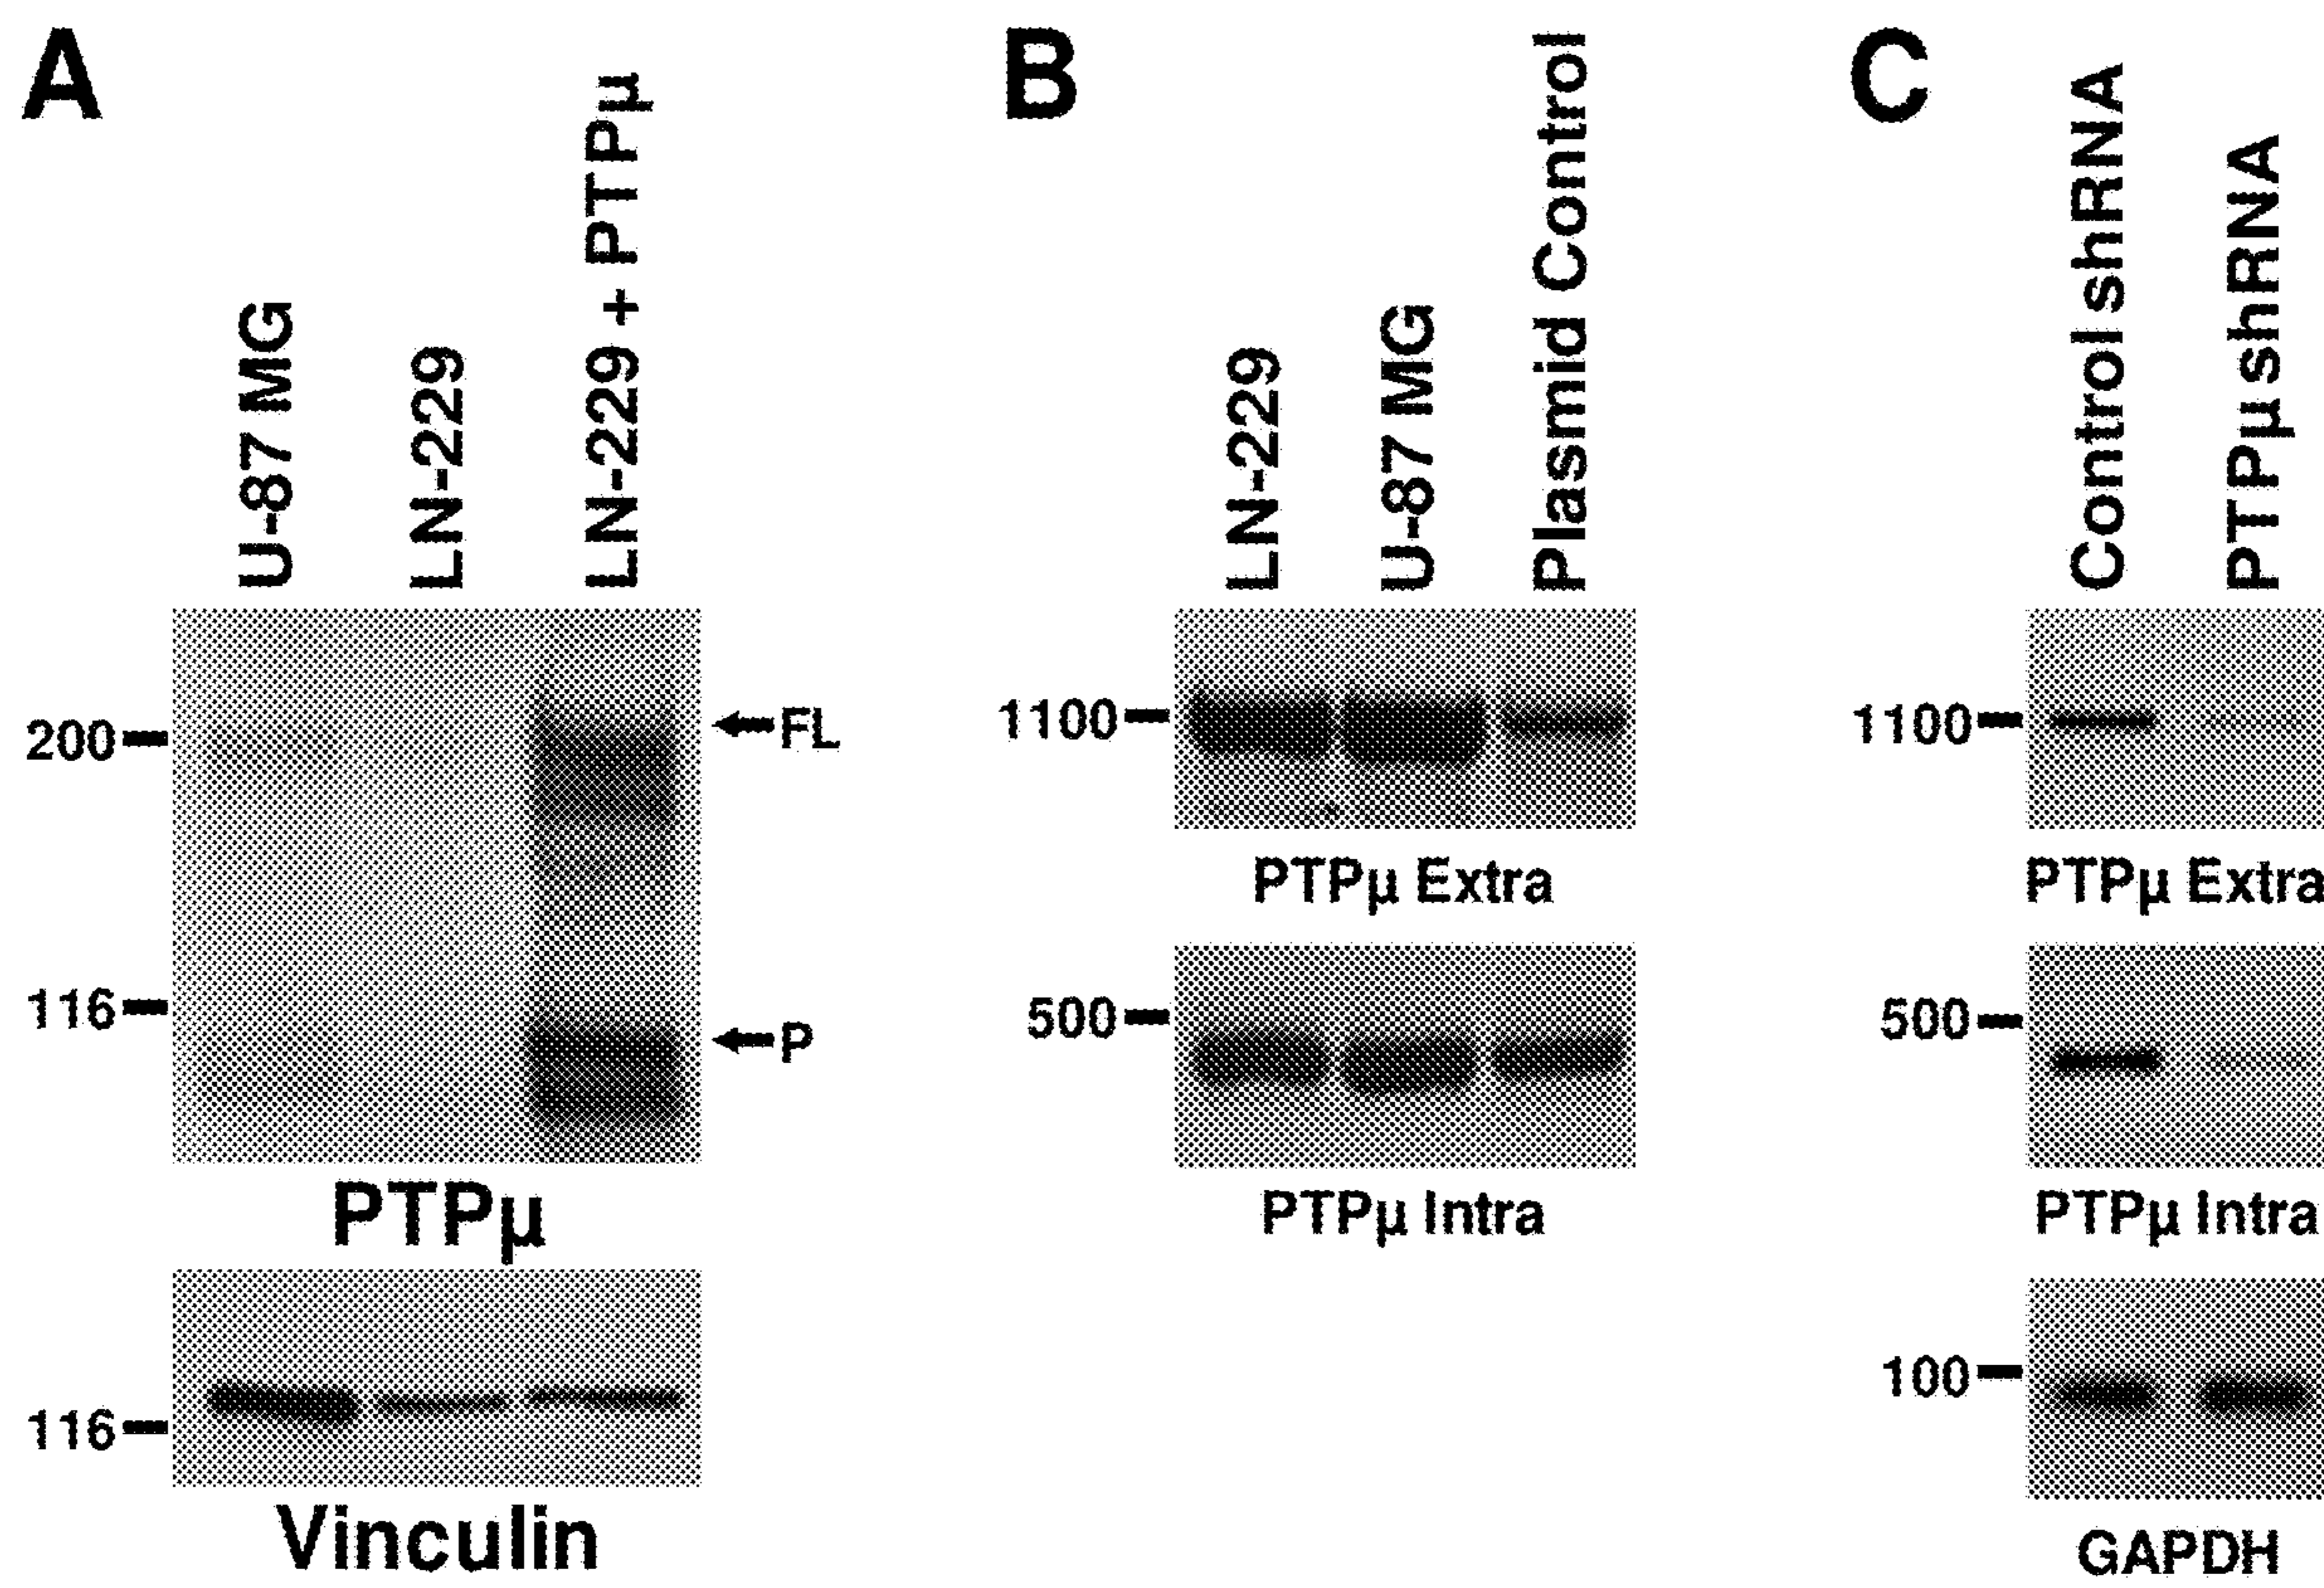 A
U-87 MG
LN-229
LN-229 + PTPµ
200
FL
116
P
PTPµ
116
Vinculin
B
LN-229
U-87 MG
Plasmid Control
1100
PTPµ Extra
500
PTPµ Intra
C
Control shRNA
PTPµ shRNA
1100
PTPµ Extra
500
PTPµ Intra
100
GAPDH